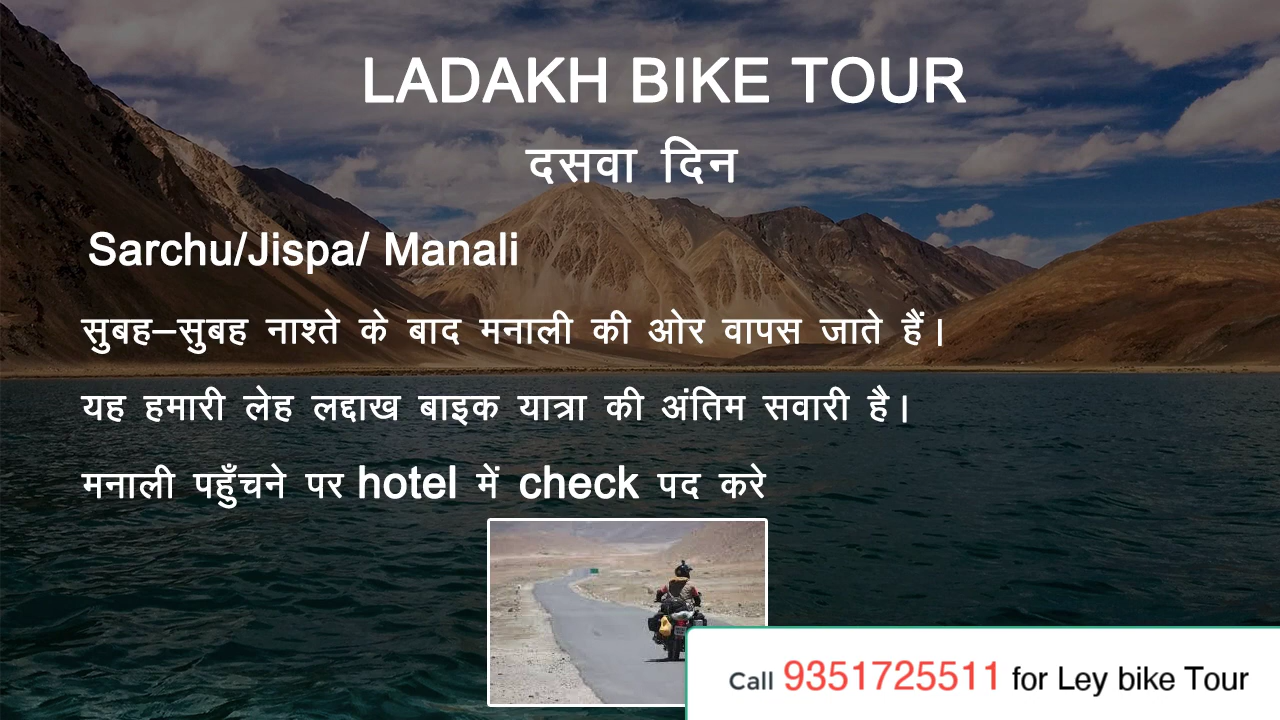 LADAKH BIKE TOUR
दसवा दिन
Sarchu/Jispa/ Manali
सुबह–सुबह नाश्ते के बाद मनाली की ओर वापस जाते हैं।
यह हमारी लेह लद्दाख बाइक यात्रा की अंतिम सवारी है।
मनाली पहुँचने पर hotel में check पद करे
Call 9351725511 for Ley bike Tour